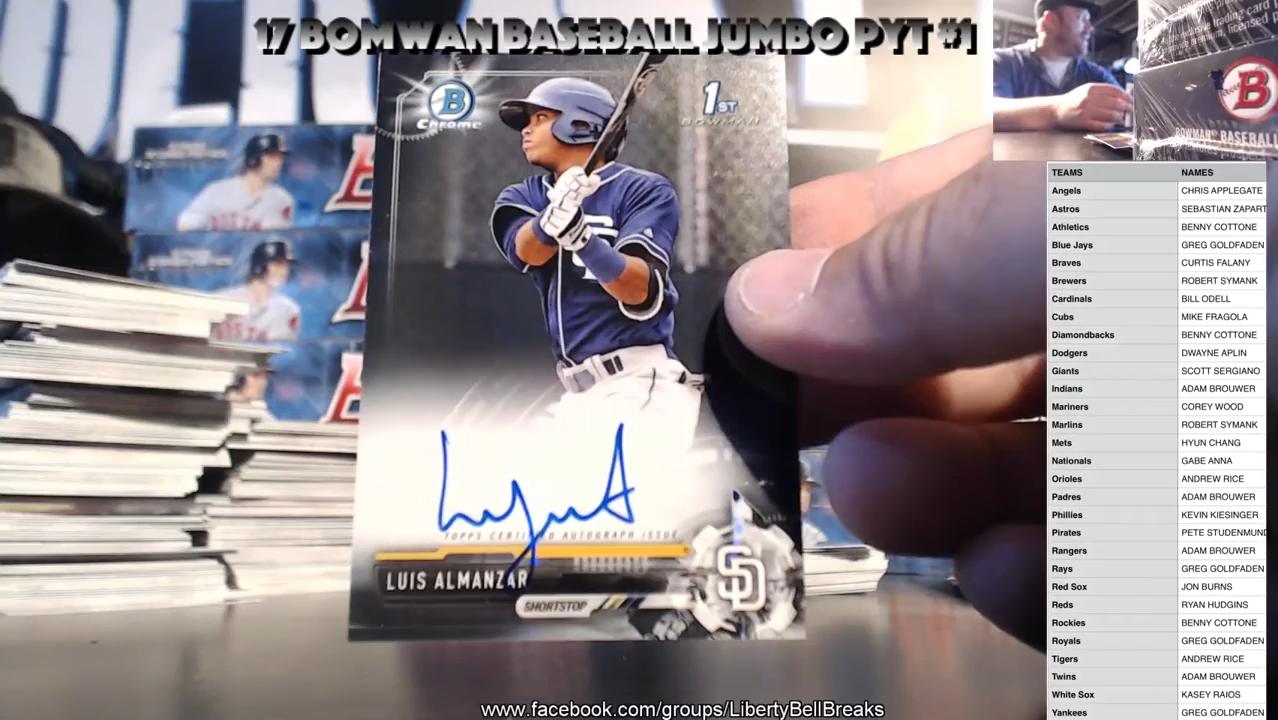 17 BOMWAN BASEBALL JUMBO PYT #1
B
Chrome
1ST
BOWMAN
TOPPS CERTIFIED AUTOGRAPH ISSUE
LUIS ALMANZAR
SHORTSTOP
SD
B
BOWMAN BASEBALL
TEAMS NAMES
Angels CHRIS APPLEGATE
Astros SEBASTIAN ZAPART
Athletics BENNY COTTONE
Blue Jays GREG GOLDFADEN
Braves CURTIS FALANY
Brewers ROBERT SYMANK
Cardinals BILL ODELL
Cubs MIKE FRAGOLA
Diamondbacks BENNY COTTONE
Dodgers DWAYNE APLIN
Giants SCOTT SERGIANO
Indians ADAM BROUWER
Mariners COREY WOOD
Marlins ROBERT SYMANK
Mets HYUN CHANG
Nationals GABE ANNA
Orioles ANDREW RICE
Padres ADAM BROUWER
Phillies KEVIN KIESINGER
Pirates PETE STUDENMUND
Rangers ADAM BROUWER
Rays GREG GOLDFADEN
Red Sox JON BURNS
Reds RYAN HUDGINS
Rockies BENNY COTTONE
Royals GREG GOLDFADEN
Tigers ANDREW RICE
Twins ADAM BROUWER
White Sox KASEY RAIOS
Yankees GREG GOLDFADEN
www.facebook.com/groups/LibertyBellBreaks